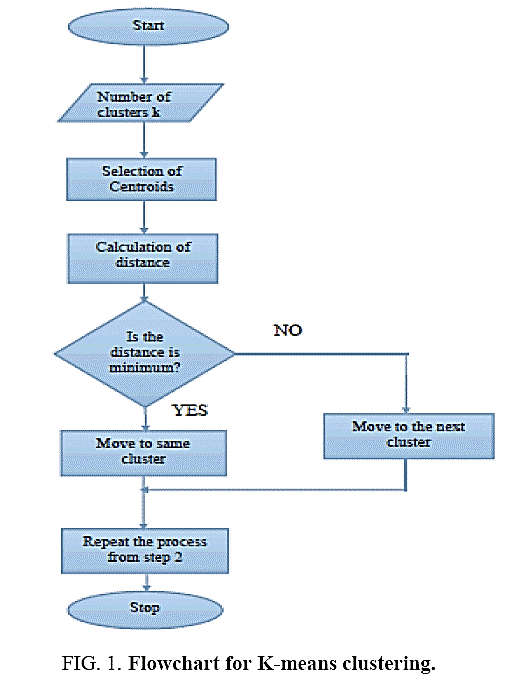 Start
Number of
clusters k
Selection of
Centroids
Calculation of
distance
Is the
distance is
minimum?
NO
YES
Move to same
cluster
Move to the next
cluster
Repeat the process
from step 2
Stop
FIG. 1. Flowchart for K-means clustering.